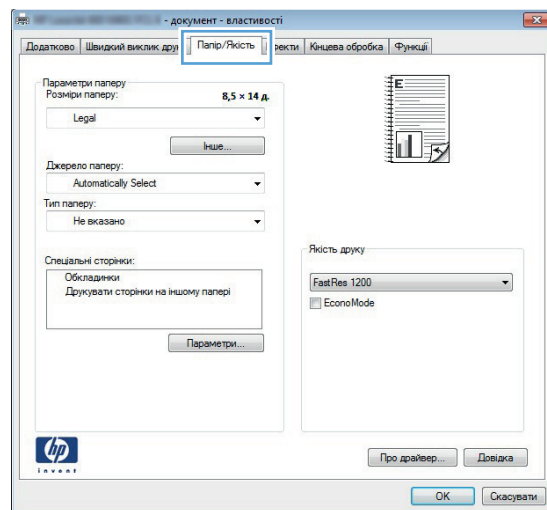 - документ - властивості
Додатково Швидкий виклик дру Папір/Якість екти Кінцева обробка Функції
Параметри паперу
Розміри паперу: 8,5 × 14 д.
Legal
Інше...
Джерело паперу:
Automatically Select
Тип паперу:
Не вказано
Спеціальні сторінки:
Обкладинки
Друкувати сторінки на іншому папері
Параметри...
E
Якість друку
FastRes 1200
EconoMode
hp
invent
Про драйвер... Довідка
OK Скасувати